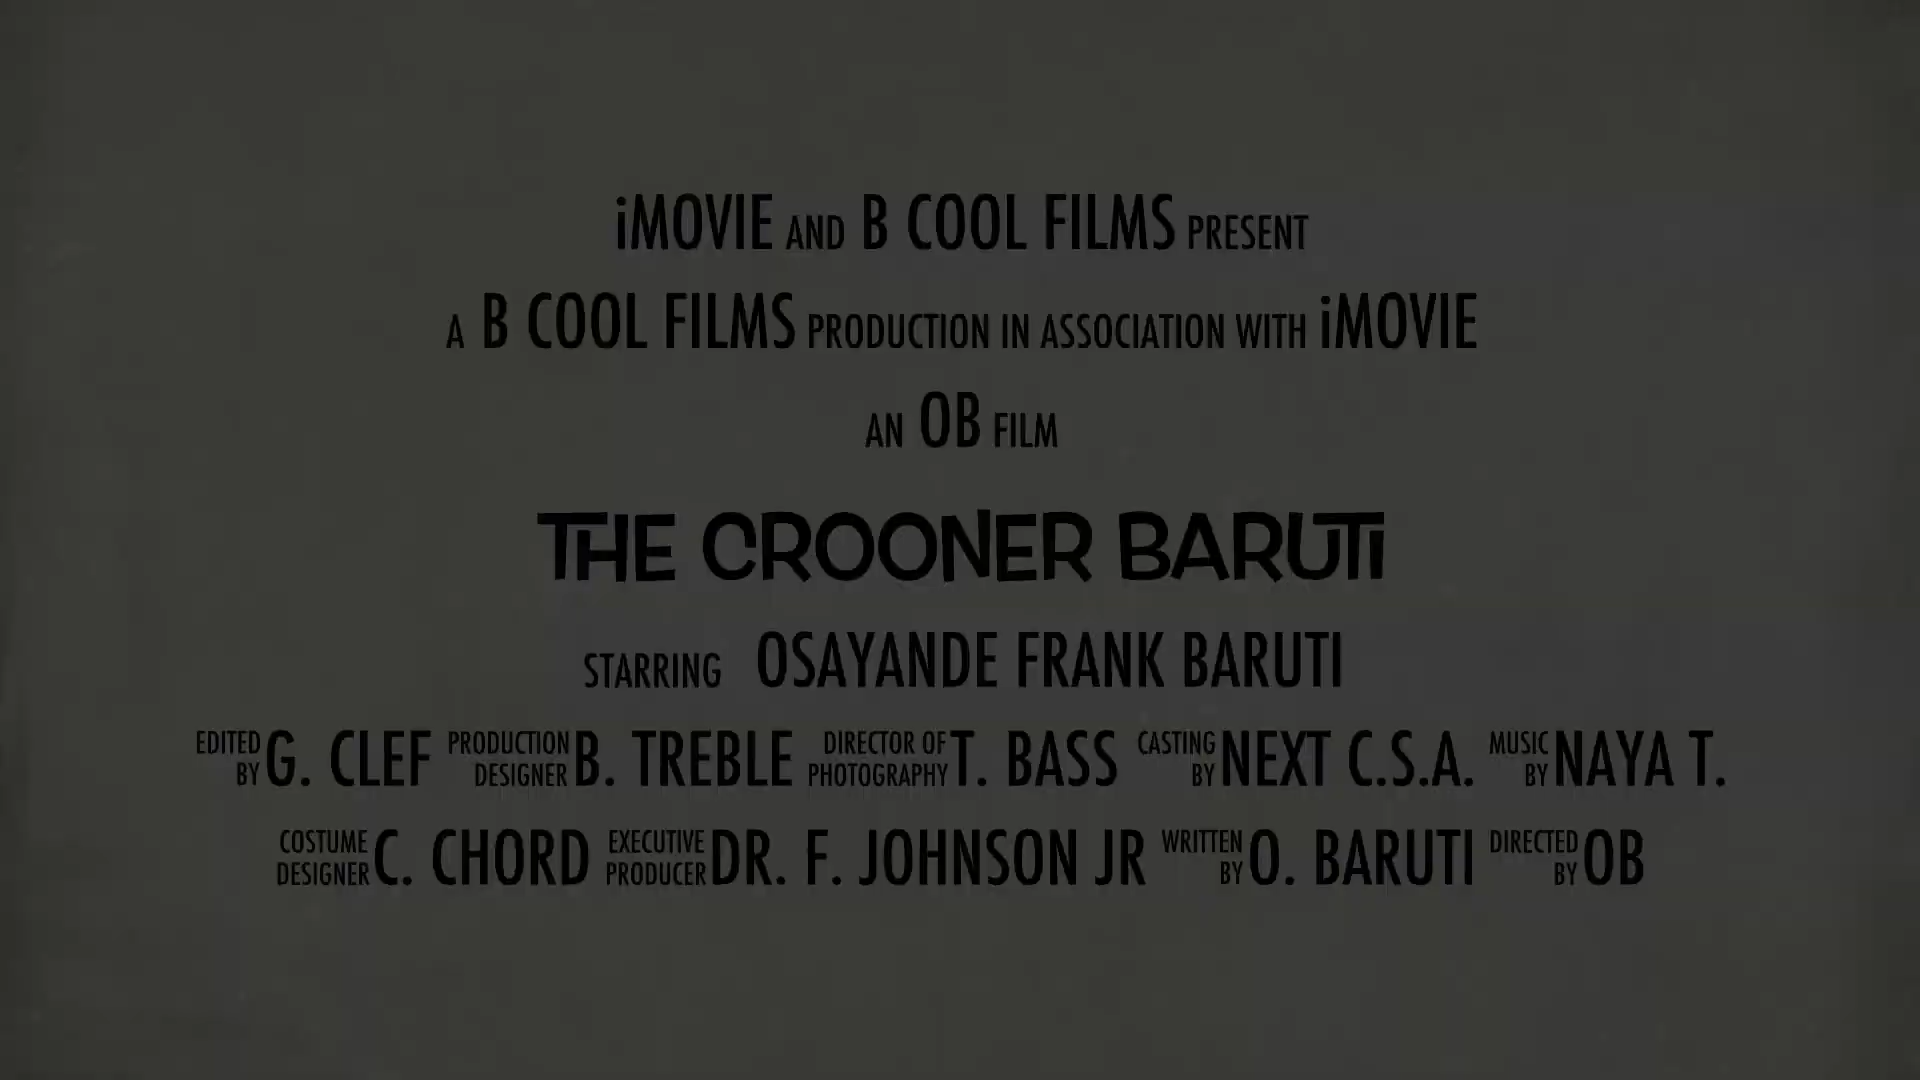 iMOVIE AND B COOL FILMS PRESENT
A B COOL FILMS PRODUCTION IN ASSOCIATION WITH iMOVIE
AN OB FILM
THE CROONER BARUTI
STARRING OSAYANDE FRANK BARUTI
EDITED BY G. CLEF PRODUCTION DESIGNER B. TREBLE DIRECTOR OF PHOTOGRAPHY T. BASS CASTING BY NEXT C.S.A. MUSIC BY NAYA T.
COSTUME DESIGNER C. CHORD EXECUTIVE PRODUCER DR. F. JOHNSON JR WRITTEN BY O. BARUTI DIRECTED BY OB